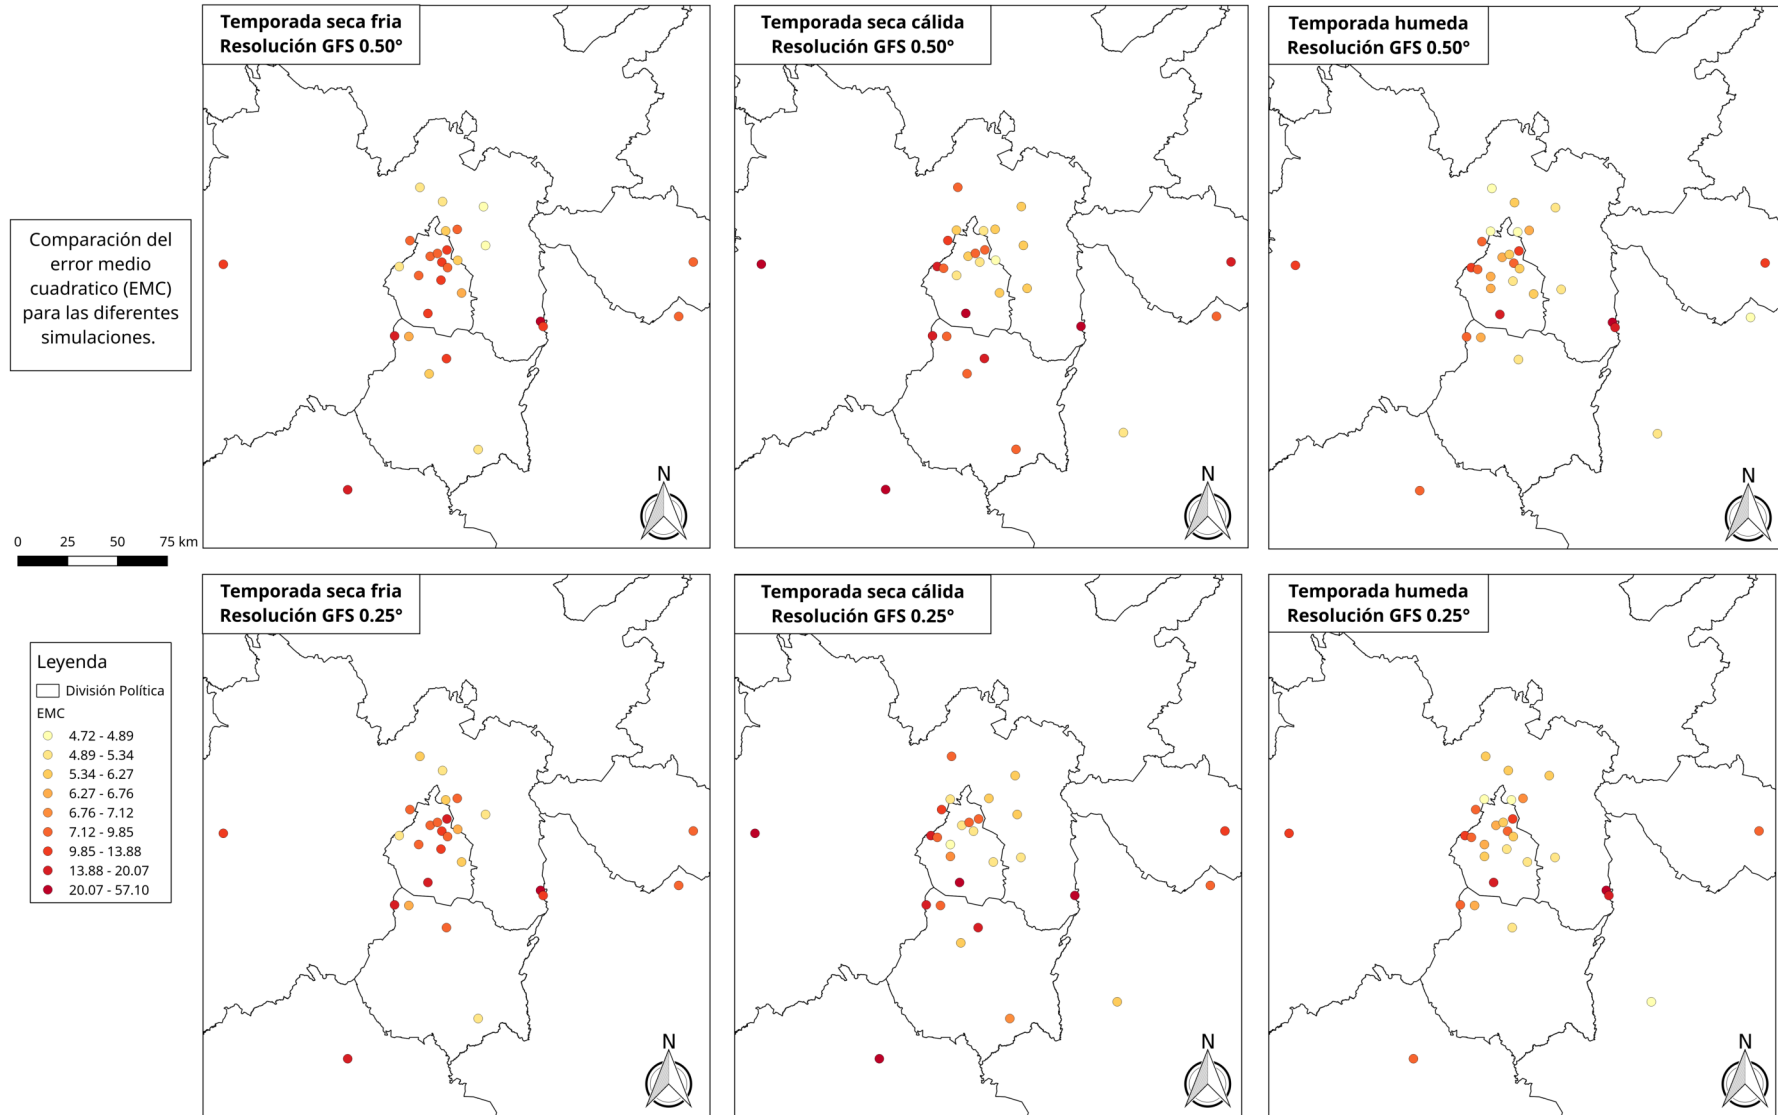 Temporada seca fria
Resolución GFS 0.50°
Temporada seca cálida
Resolución GFS 0.50°
Temporada humeda
Resolución GFS 0.50°
Comparación del
error medio
cuadratico (EMC)
para las diferentes
simulaciones.
N
N
N
0 25 50 75 km
Temporada seca fria
Resolución GFS 0.25°
Temporada seca cálida
Resolución GFS 0.25°
Temporada humeda
Resolución GFS 0.25°
Leyenda
División Política
EMC
4.72 - 4.89
4.89 - 5.34
5.34 - 6.27
6.27 - 6.76
6.76 - 7.12
7.12 - 9.85
9.85 - 13.88
13.88 - 20.07
20.07 - 57.10
N
N
N